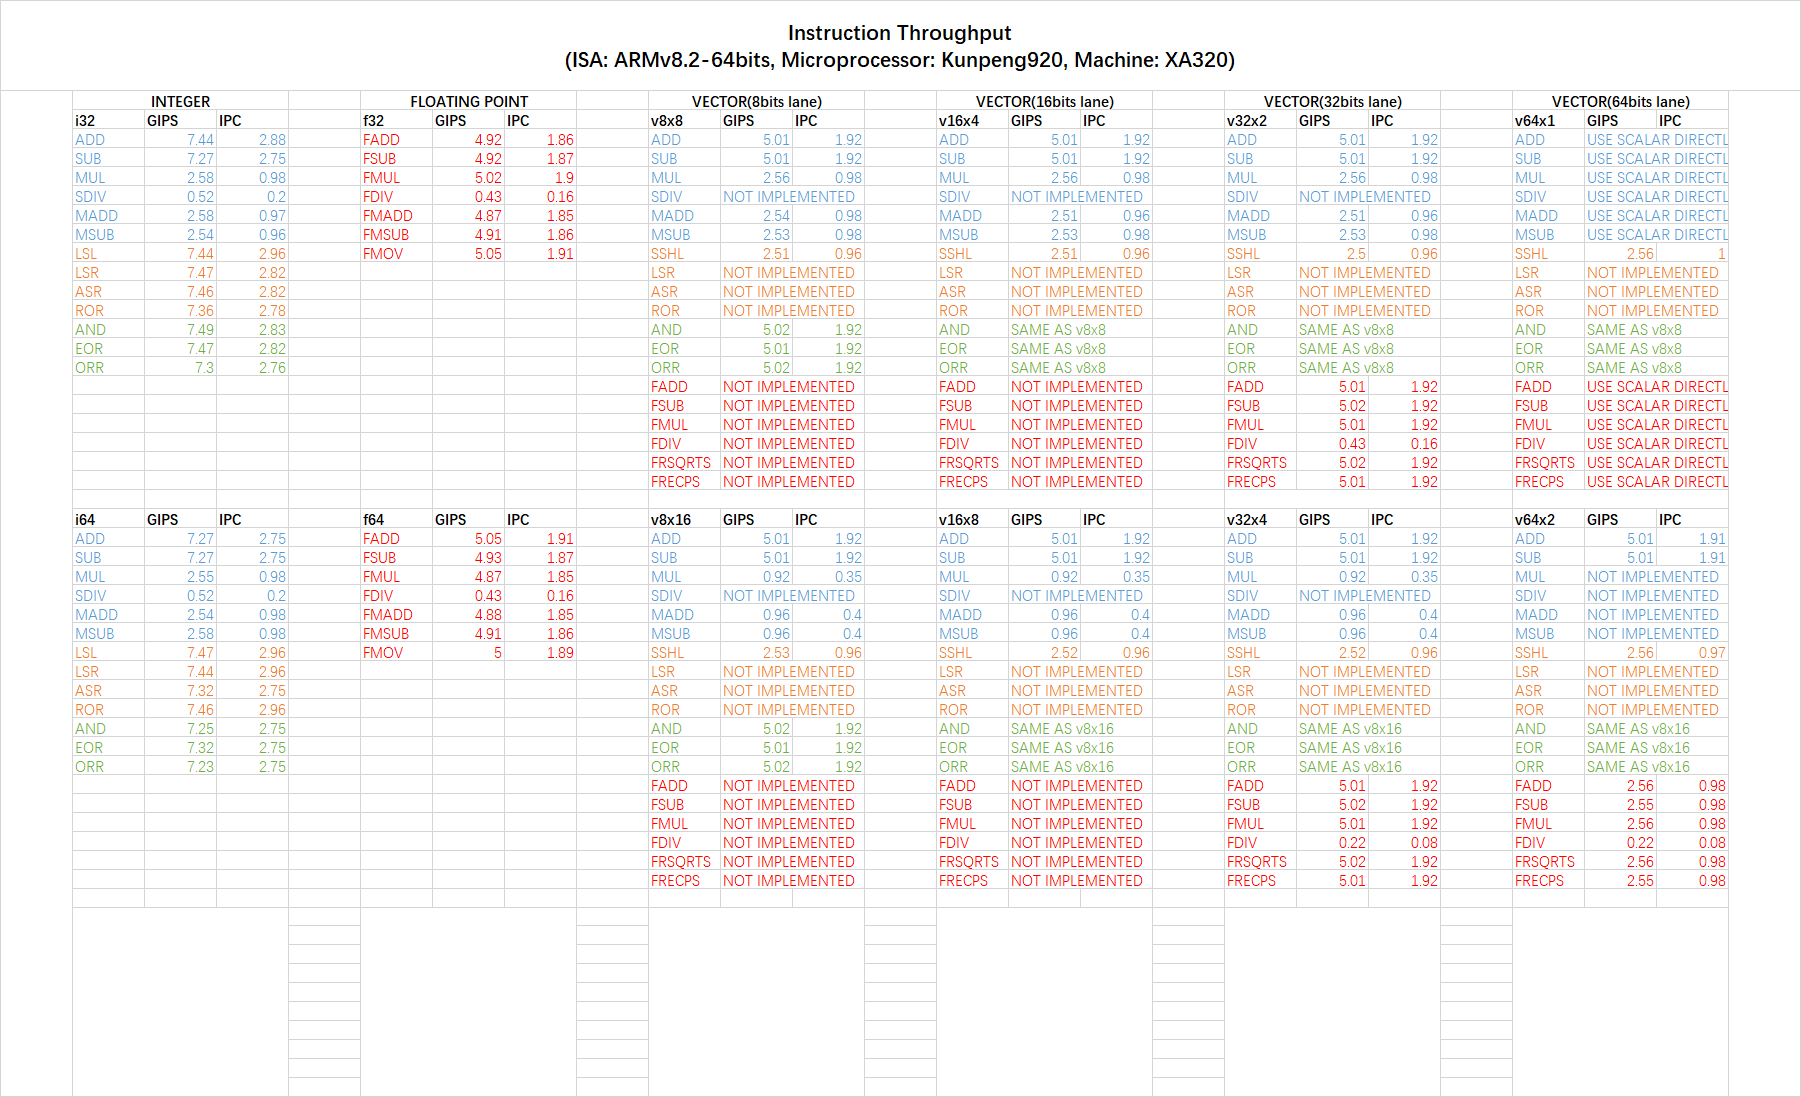 Instruction Throughput
(ISA: ARMv8.2-64bits, Microprocessor: Kunpeng920, Machine: XA320)
INTEGER FLOATING POINT VECTOR(8bits lane) VECTOR(16bits lane) VECTOR(32bits lane) VECTOR(64bits lane)
i32 GIPS IPC f32 GIPS IPC v8x8 GIPS IPC v16x4 GIPS IPC v32x2 GIPS IPC v64x1 GIPS IPC
ADD 7.44 2.88 FADD 4.92 1.86 ADD 5.01 1.92 ADD 5.01 1.92 ADD 5.01 1.92 ADD USE SCALAR DIRECTL
SUB 7.27 2.75 FSUB 4.92 1.87 SUB 5.01 1.92 SUB 5.01 1.92 SUB 5.01 1.92 SUB USE SCALAR DIRECTL
MUL 2.58 0.98 FMUL 5.02 1.9 MUL 2.56 0.98 MUL 2.56 0.98 MUL 2.56 0.98 MUL USE SCALAR DIRECTL
SDIV 0.52 0.2 FDIV 0.43 0.16 SDIV NOT IMPLEMENTED SDIV NOT IMPLEMENTED SDIV NOT IMPLEMENTED SDIV USE SCALAR DIRECTL
MADD 2.58 0.97 FMADD 4.87 1.85 MADD 2.54 0.98 MADD 2.51 0.96 MADD 2.51 0.96 MADD USE SCALAR DIRECTL
MSUB 2.54 0.96 FMSUB 4.91 1.86 MSUB 2.53 0.98 MSUB 2.53 0.98 MSUB 2.53 0.98 MSUB USE SCALAR DIRECTL
LSL 7.44 2.96 FMOV 5.05 1.91 SSHL 2.51 0.96 SSHL 2.51 0.96 SSHL 2.5 0.96 SSHL 2.56 1
LSR 7.47 2.82 LSR NOT IMPLEMENTED LSR NOT IMPLEMENTED LSR NOT IMPLEMENTED LSR NOT IMPLEMENTED
ASR 7.46 2.82 ASR NOT IMPLEMENTED ASR NOT IMPLEMENTED ASR NOT IMPLEMENTED ASR NOT IMPLEMENTED
ROR 7.36 2.78 ROR NOT IMPLEMENTED ROR NOT IMPLEMENTED ROR NOT IMPLEMENTED ROR NOT IMPLEMENTED
AND 7.49 2.83 AND 5.02 1.92 AND SAME AS v8x8 AND SAME AS v8x8 AND SAME AS v8x8
EOR 7.47 2.82 EOR 5.01 1.92 EOR SAME AS v8x8 EOR SAME AS v8x8 EOR SAME AS v8x8
ORR 7.3 2.76 ORR 5.02 1.92 ORR SAME AS v8x8 ORR SAME AS v8x8 ORR SAME AS v8x8
FADD NOT IMPLEMENTED FADD NOT IMPLEMENTED FADD 5.01 1.92 FADD USE SCALAR DIRECTL
FSUB NOT IMPLEMENTED FSUB NOT IMPLEMENTED FSUB 5.02 1.92 FSUB USE SCALAR DIRECTL
FMUL NOT IMPLEMENTED FMUL NOT IMPLEMENTED FMUL 5.01 1.92 FMUL USE SCALAR DIRECTL
FDIV NOT IMPLEMENTED FDIV NOT IMPLEMENTED FDIV 0.43 0.16 FDIV USE SCALAR DIRECTL
FRSQRTS NOT IMPLEMENTED FRSQRTS NOT IMPLEMENTED FRSQRTS 5.02 1.92 FRSQRTS USE SCALAR DIRECTL
FRECPS NOT IMPLEMENTED FRECPS NOT IMPLEMENTED FRECPS 5.01 1.92 FRECPS USE SCALAR DIRECTL
i64 GIPS IPC f64 GIPS IPC v8x16 GIPS IPC v16x8 GIPS IPC v32x4 GIPS IPC v64x2 GIPS IPC
ADD 7.27 2.75 FADD 5.05 1.91 ADD 5.01 1.92 ADD 5.01 1.92 ADD 5.01 1.92 ADD 5.01 1.91
SUB 7.27 2.75 FSUB 4.93 1.87 SUB 5.01 1.92 SUB 5.01 1.92 SUB 5.01 1.92 SUB 5.01 1.91
MUL 2.55 0.98 FMUL 4.87 1.85 MUL 0.92 0.35 MUL 0.92 0.35 MUL 0.92 0.35 MUL NOT IMPLEMENTED
SDIV 0.52 0.2 FDIV 0.43 0.16 SDIV NOT IMPLEMENTED SDIV NOT IMPLEMENTED SDIV NOT IMPLEMENTED SDIV NOT IMPLEMENTED
MADD 2.54 0.98 FMADD 4.88 1.85 MADD 0.96 0.4 MADD 0.96 0.4 MADD 0.96 0.4 MADD NOT IMPLEMENTED
MSUB 2.58 0.98 FMSUB 4.91 1.86 MSUB 0.96 0.4 MSUB 0.96 0.4 MSUB 0.96 0.4 MSUB NOT IMPLEMENTED
LSL 7.47 2.96 FMOV 5 1.89 SSHL 2.53 0.96 SSHL 2.52 0.96 SSHL 2.52 0.96 SSHL 2.56 0.97
LSR 7.44 2.96 LSR NOT IMPLEMENTED LSR NOT IMPLEMENTED LSR NOT IMPLEMENTED LSR NOT IMPLEMENTED
ASR 7.32 2.75 ASR NOT IMPLEMENTED ASR NOT IMPLEMENTED ASR NOT IMPLEMENTED ASR NOT IMPLEMENTED
ROR 7.46 2.96 ROR NOT IMPLEMENTED ROR NOT IMPLEMENTED ROR NOT IMPLEMENTED ROR NOT IMPLEMENTED
AND 7.25 2.75 AND 5.02 1.92 AND SAME AS v8x16 AND SAME AS v8x16 AND SAME AS v8x16
EOR 7.32 2.75 EOR 5.01 1.92 EOR SAME AS v8x16 EOR SAME AS v8x16 EOR SAME AS v8x16
ORR 7.23 2.75 ORR 5.02 1.92 ORR SAME AS v8x16 ORR SAME AS v8x16 ORR SAME AS v8x16
FADD NOT IMPLEMENTED FADD NOT IMPLEMENTED FADD 5.01 1.92 FADD 2.56 0.98
FSUB NOT IMPLEMENTED FSUB NOT IMPLEMENTED FSUB 5.02 1.92 FSUB 2.55 0.98
FMUL NOT IMPLEMENTED FMUL NOT IMPLEMENTED FMUL 5.01 1.92 FMUL 2.56 0.98
FDIV NOT IMPLEMENTED FDIV NOT IMPLEMENTED FDIV 0.22 0.08 FDIV 0.22 0.08
FRSQRTS NOT IMPLEMENTED FRSQRTS NOT IMPLEMENTED FRSQRTS 5.02 1.92 FRSQRTS 2.56 0.98
FRECPS NOT IMPLEMENTED FRECPS NOT IMPLEMENTED FRECPS 5.01 1.92 FRECPS 2.55 0.98